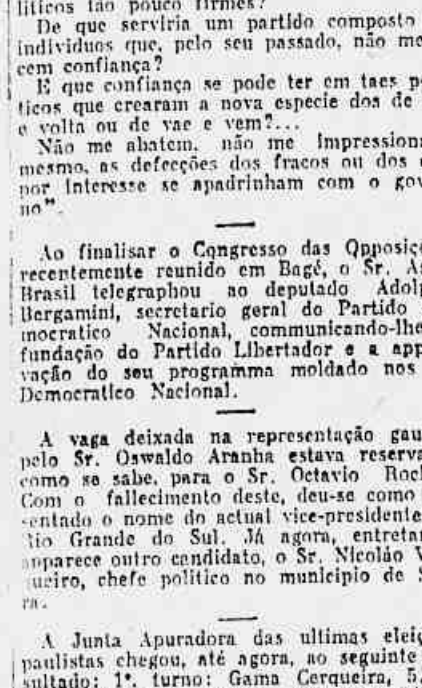 liticos tão pouco firmes?
De que serviria um partido composto
individuos que, pelo seu passado, não me
cem confiança?
E que confiança se pode ter em taes p
ticos que crearam a nova especie dos de
e volta ou de vae e vem?...
Não me abatem, não me impression
mesmo, as defecções dos fracos ou dos
por interesse se apadrinham com o gov
no".
Ao finalisar o Congresso das Opposiç
recentemente reunido em Bagé, o Sr. As
Brasil telegraphou ao deputado Adolp
Bergamini, secretario geral do Partido
mocratico Nacional, communicando-lhe
fundação do Partido Libertador e a app
vação do seu programma moldado nos
Democratico Nacional.
A vaga deixada na representação gau
pelo Sr. Oswaldo Aranha estava reserva
como se sabe, para o Sr. Octavio Roc
Com o fallecimento deste, deu-se como
sentado o nome do actual vice-presidente
Rio Grande do Sul. Já agora, entretan
apparece outro candidato, o Sr. Nicoláo V
gueiro, chefe politico no municipio de S
ra.
A Junta Apuradora das ultimas eleiç
paulistas chegou, até agora, ao seguinte
sultado: 1°. turno: Gama Cerqueira, 5.